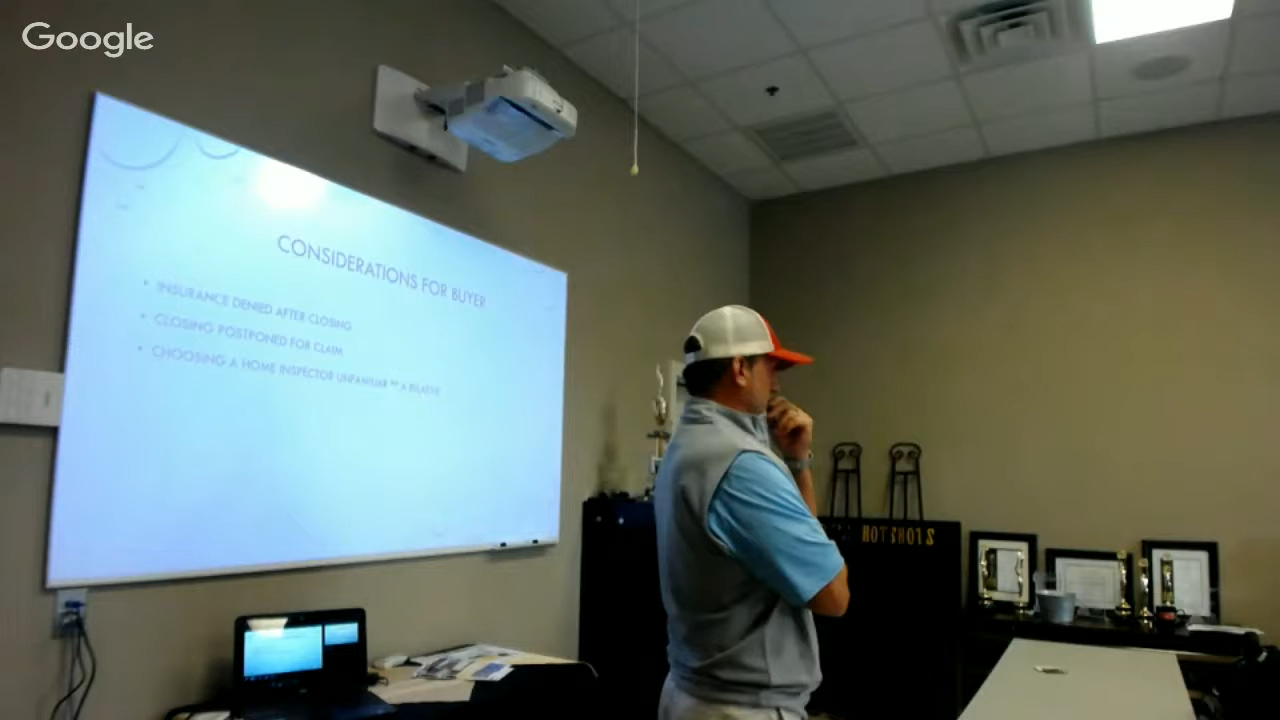 Google
CONSIDERATIONS FOR BUYER
• INSURANCE DENIED AFTER CLOSING
• CLOSING POSTPONED FOR CLAIM
• CHOOSING A HOME INSPECTOR UNFAMILIAR
HOTSHOTS